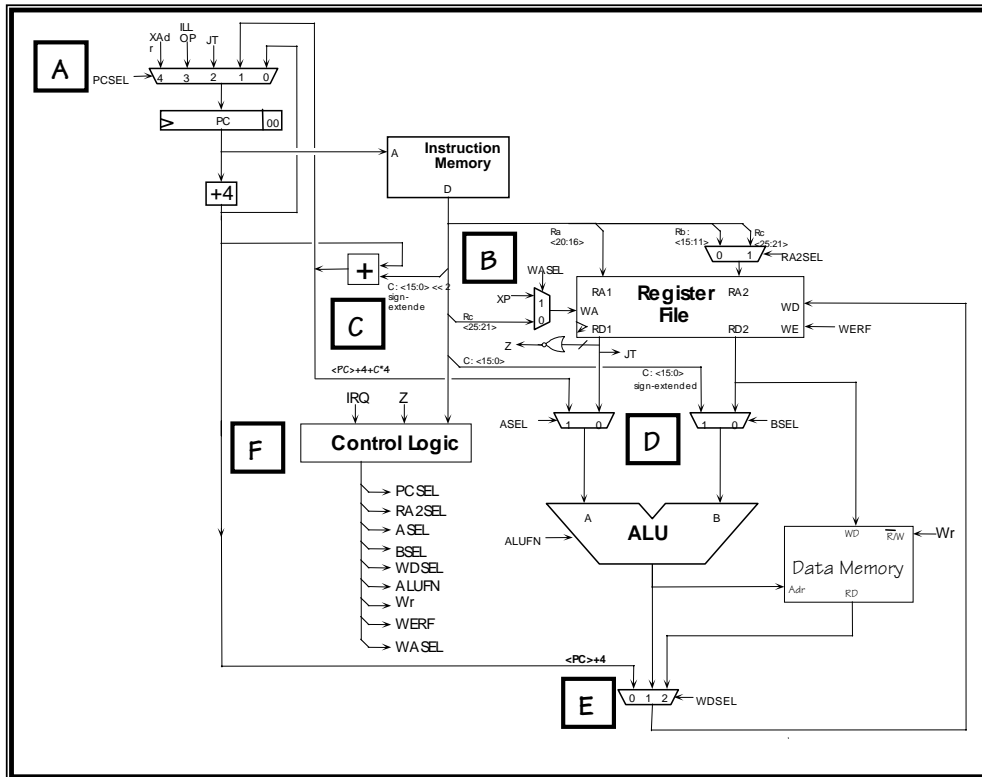 A
XAd
r
ILL
OP
JT
PCSEL
4 3 2 1 0
PC
00
+4
A
Instruction
Memory
D
Ra
<20:16>
Rb:
<15:11>
Rc
<25:21>
0 1
RA2SEL
B
WASEL
XP
1
0
Rc
<25:21>
+
C: <15:0> << 2
sign-
extende
C
RA1
RA2
Register
File
WA
WD
WE
RD1
RD2
WERF
Z
JT
C: <15:0>
C: <15:0>
sign-extended
<PC>+4+C*4
IRQ
Z
F
Control Logic
ASEL
1 0
D
1 0
BSEL
PCSEL
RA2SEL
ASEL
BSEL
WDSEL
ALUFN
Wr
WERF
WASEL
A
B
ALU
ALUFN
WD
R/W
Wr
Data Memory
Adr
RD
<PC>+4
E
0 1 2
WDSEL